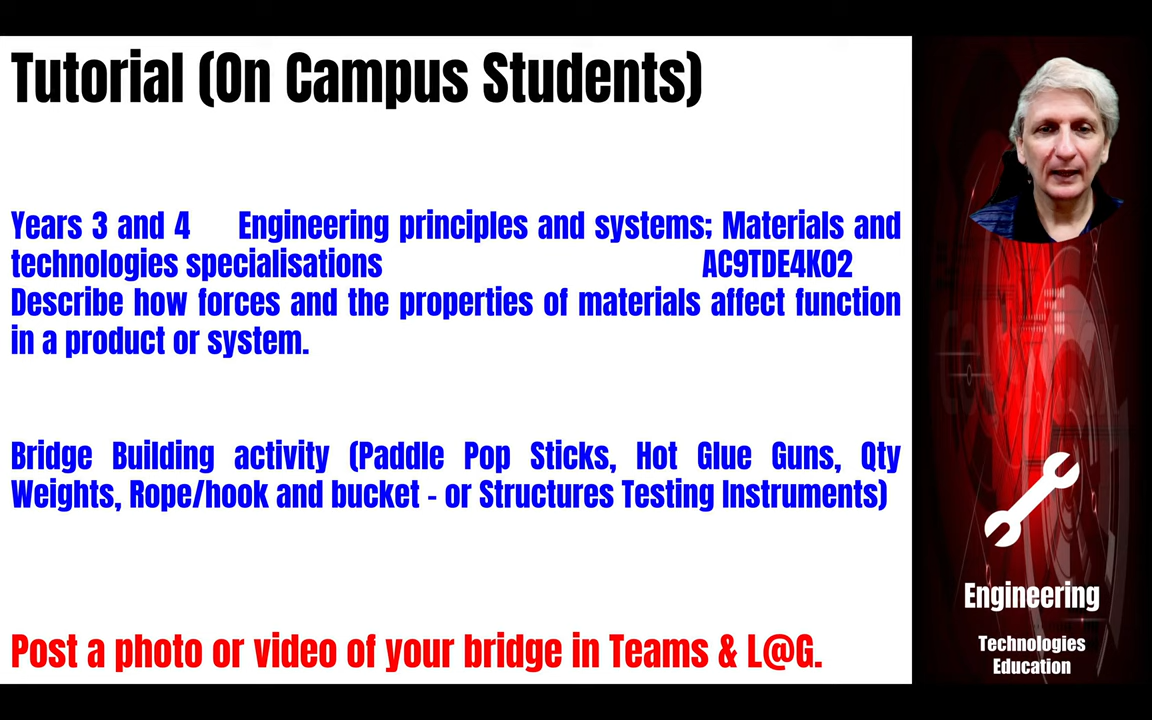 Tutorial (On Campus Students)
Years 3 and 4 Engineering principles and systems; Materials and
technologies specialisations AC9TDE4K02
Describe how forces and the properties of materials affect function
in a product or system.
Bridge Building activity (Paddle Pop Sticks, Hot Glue Guns, Qty
Weights, Rope/hook and bucket - or Structures Testing Instruments)
Post a photo or video of your bridge in Teams & L@G.
Engineering
Technologies
Education